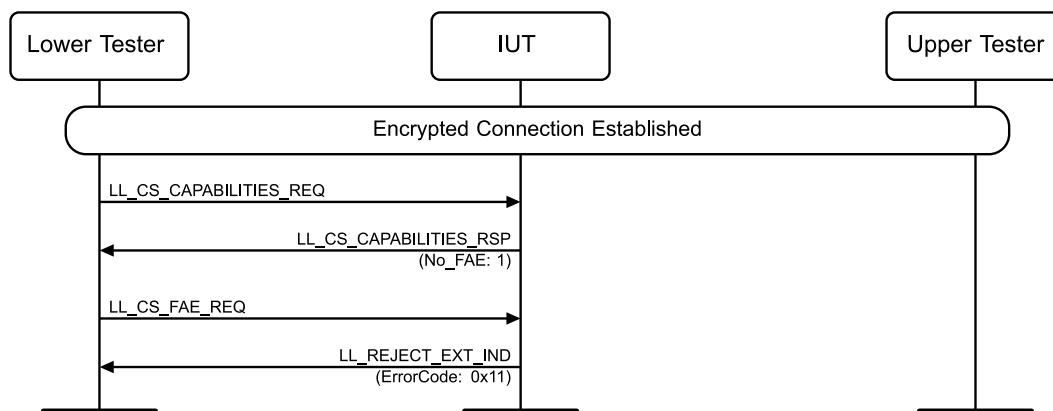 Lower Tester
IUT
Upper Tester
Encrypted Connection Established
LL_CS_CAPABILITIES_REQ
LL_CS_CAPABILITIES_RSP
(No_FAE: 1)
LL_CS_FAE_REQ
LL_REJECT_EXT_IND
(ErrorCode: 0x11)